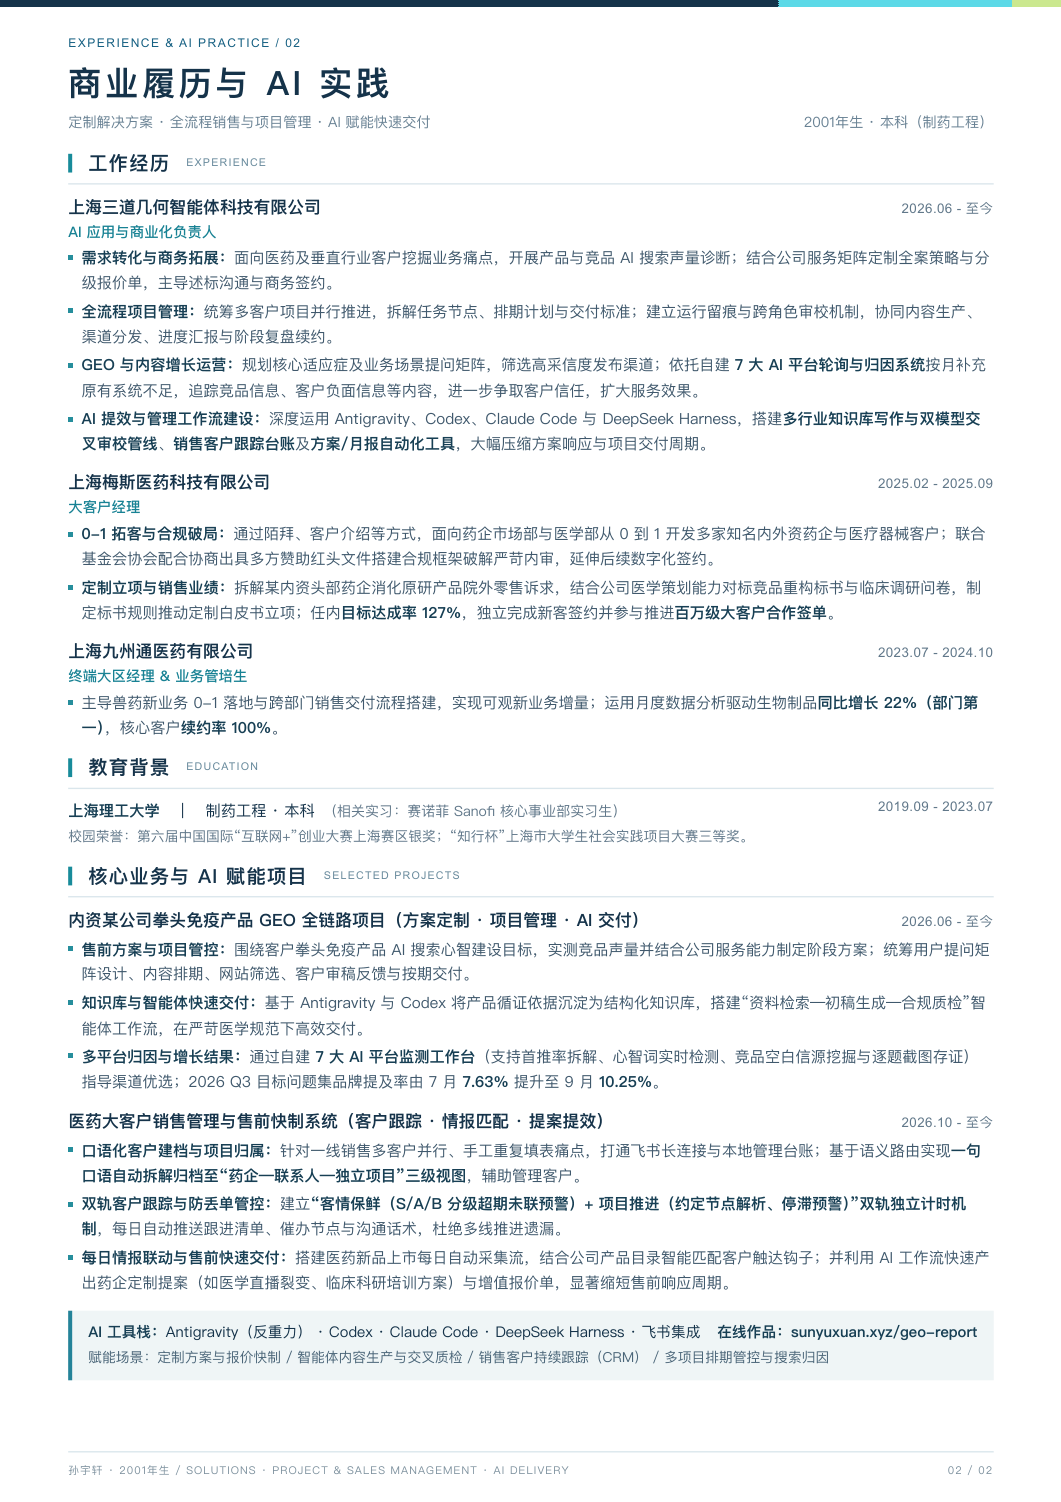 EXPERIENCE & AI PRACTICE / 02
商业履历与 AI 实践
定制解决方案 · 全流程销售与项目管理 · AI 赋能快速交付
2001年生 · 本科（制药工程）
工作经历 EXPERIENCE
上海三道几何智能体科技有限公司
2026.06 - 至今
AI 应用与商业化负责人
需求转化与商务拓展：面向医药及垂直行业客户挖掘业务痛点，开展产品与竞品 AI 搜索声量诊断；结合公司服务矩阵定制全案策略与分
级报价单，主导述标沟通与商务签约。
全流程项目管理：统筹多客户项目并行推进，拆解任务节点、排期计划与交付标准；建立运行留痕与跨角色审校机制，协同内容生产、
渠道分发、进度汇报与阶段复盘续约。
GEO 与内容增长运营：规划核心适应症及业务场景提问矩阵，筛选高采信度发布渠道；依托自建 7 大 AI 平台轮询与归因系统按月补充
原有系统不足，追踪竞品信息、客户负面信息等内容，进一步争取客户信任，扩大服务效果。
AI 提效与管理工作流建设：深度运用 Antigravity、Codex、Claude Code 与 DeepSeek Harness，搭建多行业知识库写作与双模型交
叉审校管线、销售客户跟踪台账及方案/月报自动化工具，大幅压缩方案响应与项目交付周期。
上海梅斯医药科技有限公司
2025.02 - 2025.09
大客户经理
0–1 拓客与合规破局：通过陌拜、客户介绍等方式，面向药企市场部与医学部从 0 到 1 开发多家知名内外资药企与医疗器械客户；联合
基金会协会配合协商出具多方赞助红头文件搭建合规框架破解严苛内审，延伸后续数字化签约。
定制立项与销售业绩：拆解某内资头部药企消化原研产品院外零售诉求，结合公司医学策划能力对标竞品重构标书与临床调研问卷，制
定标书规则推动定制白皮书立项；任内目标达成率 127%，独立完成新客签约并参与推进百万级大客户合作签单。
上海九州通医药有限公司
2023.07 - 2024.10
终端大区经理 & 业务管培生
主导兽药新业务 0–1 落地与跨部门销售交付流程搭建，实现可观新业务增量；运用月度数据分析驱动生物制品同比增长 22%（部门第
一），核心客户续约率 100%。
教育背景 EDUCATION
上海理工大学 | 制药工程 · 本科 （相关实习：赛诺菲 Sanofi 核心事业部实习生）
2019.09 - 2023.07
校园荣誉：第六届中国国际“互联网+”创业大赛上海赛区银奖；“知行杯”上海市大学生社会实践项目大赛三等奖。
核心业务与 AI 赋能项目 SELECTED PROJECTS
内资某公司拳头免疫产品 GEO 全链路项目（方案定制 · 项目管理 · AI 交付）
2026.06 - 至今
售前方案与项目管控：围绕客户拳头免疫产品 AI 搜索心智建设目标，实测竞品声量并结合公司服务能力制定阶段方案；统筹用户提问矩
阵设计、内容排期、网站筛选、客户审稿反馈与按期交付。
知识库与智能体快速交付：基于 Antigravity 与 Codex 将产品循证依据沉淀为结构化知识库，搭建“资料检索—初稿生成—合规质检”智
能体工作流，在严苛医学规范下高效交付。
多平台归因与增长结果：通过自建 7 大 AI 平台监测工作台（支持首推率拆解、心智词实时检测、竞品空白信源挖掘与逐题截图存证）
指导渠道优选；2026 Q3 目标问题集品牌提及率由 7 月 7.63% 提升至 9 月 10.25%。
医药大客户销售管理与售前快制系统（客户跟踪 · 情报匹配 · 提案提效）
2026.10 - 至今
口语化客户建档与项目归属：针对一线销售多客户并行、手工重复填表痛点，打通飞书长连接与本地管理台账；基于语义路由实现一句
口语自动拆解归档至“药企—联系人—独立项目”三级视图，辅助管理客户。
双轨客户跟踪与防丢单管控：建立“客情保鲜（S/A/B 分级超期未联预警）+ 项目推进（约定节点解析、停滞预警）”双轨独立计时机
制，每日自动推送跟进清单、催办节点与沟通话术，杜绝多线推进遗漏。
每日情报联动与售前快速交付：搭建医药新品上市每日自动采集流，结合公司产品目录智能匹配客户触达钩子；并利用 AI 工作流快速产
出药企定制提案（如医学直播裂变、临床科研培训方案）与增值报价单，显著缩短售前响应周期。
AI 工具栈：Antigravity（反重力） · Codex · Claude Code · DeepSeek Harness · 飞书集成 在线作品：sunyuxuan.xyz/geo-report
赋能场景：定制方案与报价快制 / 智能体内容生产与交叉质检 / 销售客户持续跟踪（CRM） / 多项目排期管控与搜索归因
孙宇轩 · 2001年生 / SOLUTIONS · PROJECT & SALES MANAGEMENT · AI DELIVERY
02 / 02